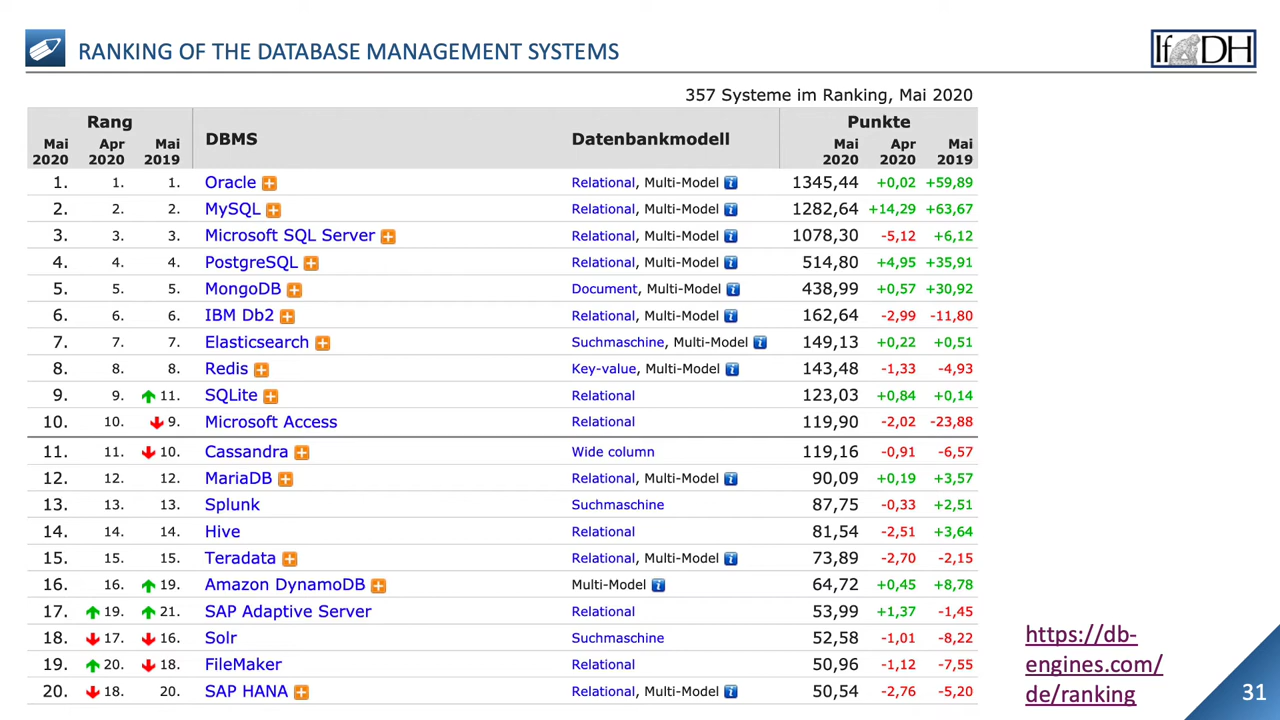 RANKING OF THE DATABASE MANAGEMENT SYSTEMS
IfDH
357 Systeme im Ranking, Mai 2020
Rang DBMS Datenbankmodell Punkte
Mai 2020 Apr 2020 Mai 2019 Mai 2020 Apr 2020 Mai 2019
1. 1. 1. Oracle Relational, Multi-Model 1345,44 +0,02 +59,89
2. 2. 2. MySQL Relational, Multi-Model 1282,64 +14,29 +63,67
3. 3. 3. Microsoft SQL Server Relational, Multi-Model 1078,30 -5,12 +6,12
4. 4. 4. PostgreSQL Relational, Multi-Model 514,80 +4,95 +35,91
5. 5. 5. MongoDB Document, Multi-Model 438,99 +0,57 +30,92
6. 6. 6. IBM Db2 Relational, Multi-Model 162,64 -2,99 -11,80
7. 7. 7. Elasticsearch Suchmaschine, Multi-Model 149,13 +0,22 +0,51
8. 8. 8. Redis Key-value, Multi-Model 143,48 -1,33 -4,93
9. 9. 11. SQLite Relational 123,03 +0,84 +0,14
10. 10. 9. Microsoft Access Relational 119,90 -2,02 -23,88
11. 11. 10. Cassandra Wide column 119,16 -0,91 -6,57
12. 12. 12. MariaDB Relational, Multi-Model 90,09 +0,19 +3,57
13. 13. 13. Splunk Suchmaschine 87,75 -0,33 +2,51
14. 14. 14. Hive Relational 81,54 -2,51 +3,64
15. 15. 15. Teradata Relational, Multi-Model 73,89 -2,70 -2,15
16. 16. 19. Amazon DynamoDB Multi-Model 64,72 +0,45 +8,78
17. 19. 21. SAP Adaptive Server Relational 53,99 +1,37 -1,45
18. 17. 16. Solr Suchmaschine 52,58 -1,01 -8,22
19. 20. 18. FileMaker Relational 50,96 -1,12 -7,55
20. 18. 20. SAP HANA Relational, Multi-Model 50,54 -2,76 -5,20
https://db-
engines.com/
de/ranking
31